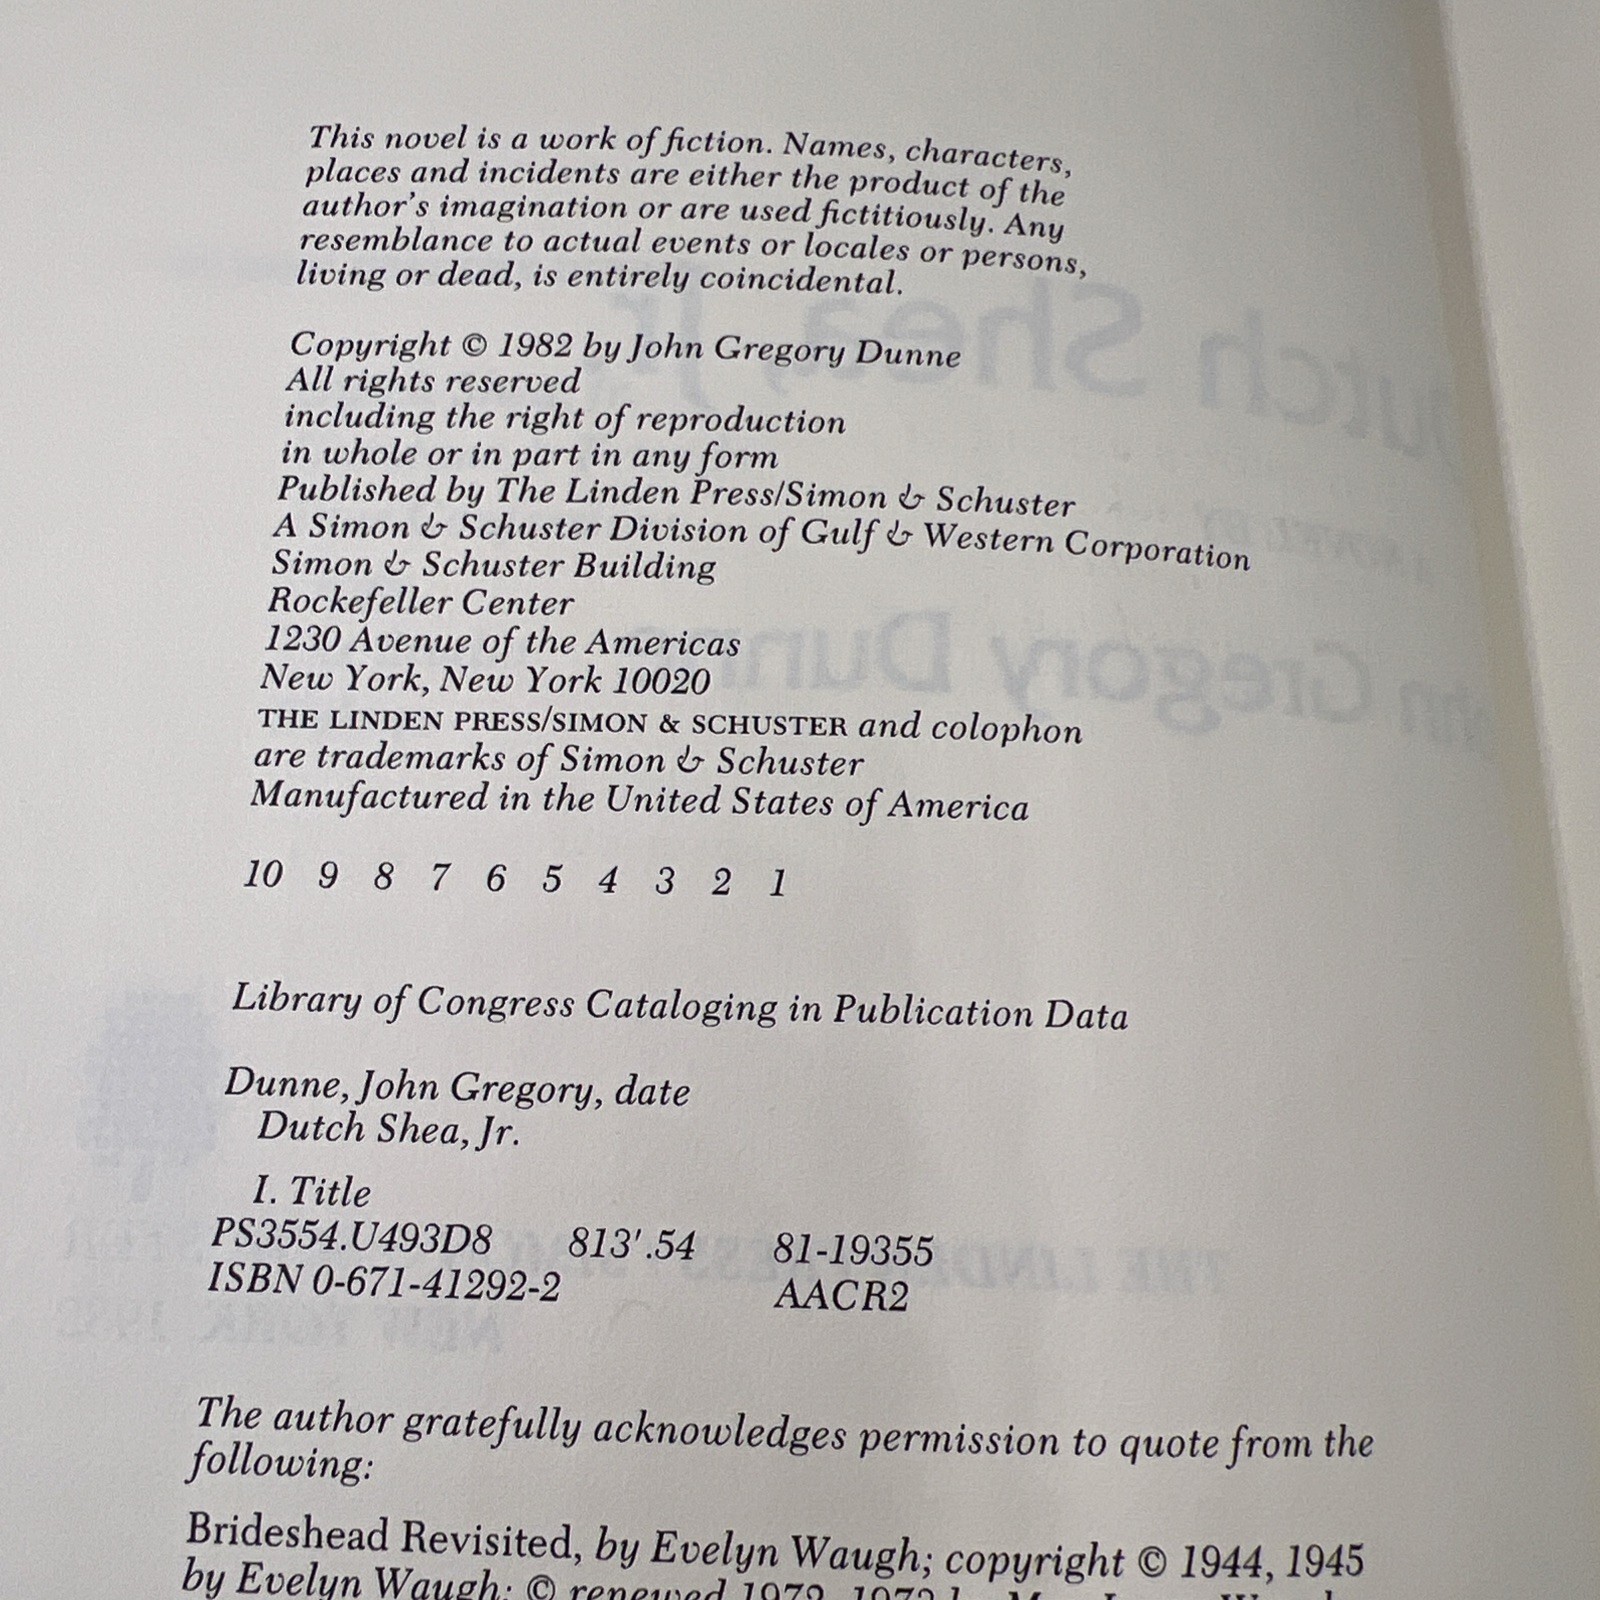 This novel is a work of fiction. Names, characters,
places and incidents are either the product of the
author's imagination or are used fictitiously. Any
resemblance to actual events or locales or persons,
living or dead, is entirely coincidental.
Copyright © 1982 by John Gregory Dunne
All rights reserved
including the right of reproduction
in whole or in part in any form
Published by The Linden Press/Simon & Schuster
A Simon & Schuster Division of Gulf & Western Corporation
Simon & Schuster Building
Rockefeller Center
1230 Avenue of the Americas
New York, New York 10020
THE LINDEN PRESS/SIMON & SCHUSTER and colophon
are trademarks of Simon & Schuster
Manufactured in the United States of America
10 9 8 7 6 5 4 3 2 1
Library of Congress Cataloging in Publication Data
Dunne, John Gregory, date
Dutch Shea, Jr.
I. Title
PS3554.U493D8 813'.54 81-19355
ISBN 0-671-41292-2 AACR2
The author gratefully acknowledges permission to quote from the
following:
Brideshead Revisited, by Evelyn Waugh; copyright © 1944, 1945
by Evelyn Waugh; © renewed 1972, 1973